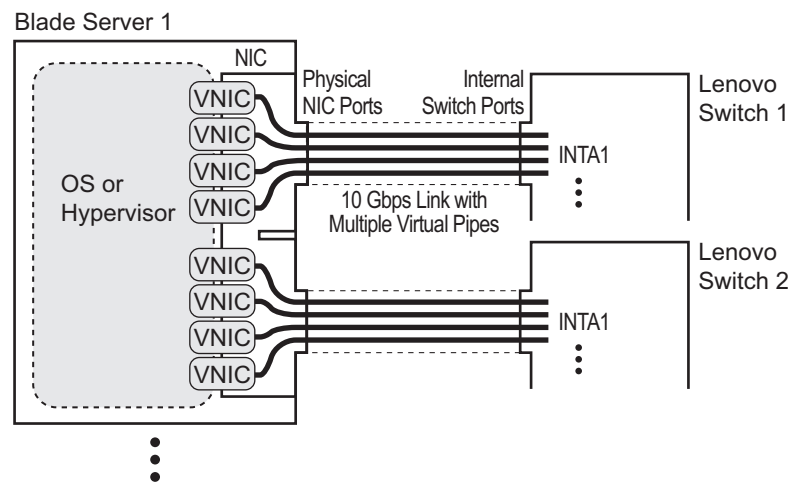 Blade Server 1
NIC
VNIC
VNIC
VNIC
VNIC
OS or
Hypervisor
Physical
NIC Ports
Internal
Switch Ports
INTA1
Lenovo
Switch 1
10 Gbps Link with
Multiple Virtual Pipes
VNIC
VNIC
VNIC
VNIC
INTA1
Lenovo
Switch 2